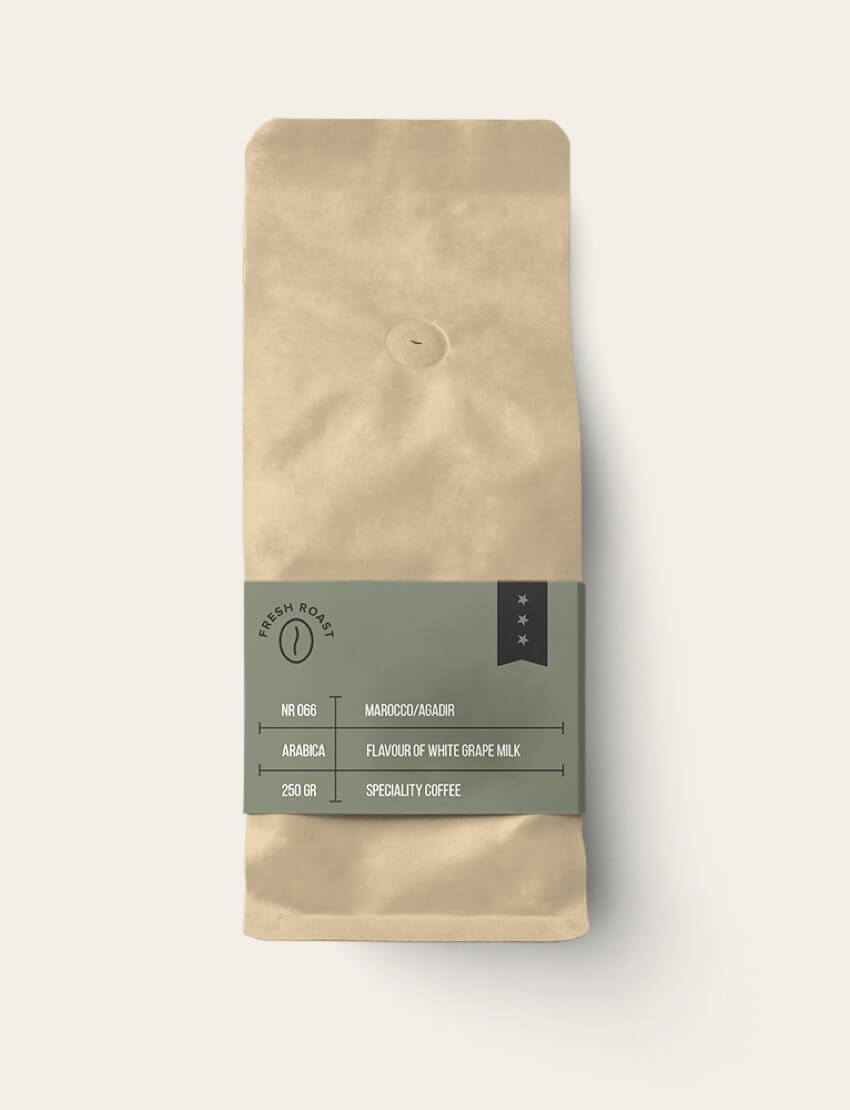 FRESH ROAST
NR 066 MAROCCO/AGADIR
ARABICA FLAVOUR OF WHITE GRAPE MILK
250 GR SPECIALITY COFFEE